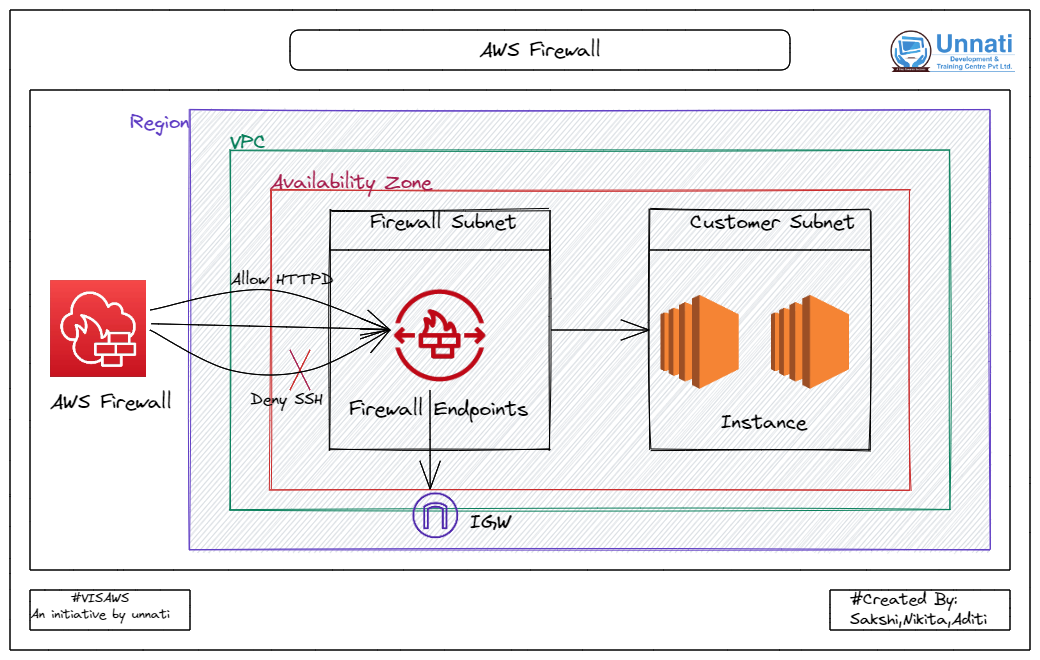 AWS Firewall
Unnati
Development &
Training Centre Pvt Ltd.
Region
VPC
Availability Zone
Firewall Subnet
Customer Subnet
Allow HTTPD
Deny SSH
AWS Firewall
Firewall Endpoints
Instance
IGW
#VISAWS
An initiative by unnati
#Created By:
Sakshi,Nikita,Aditi